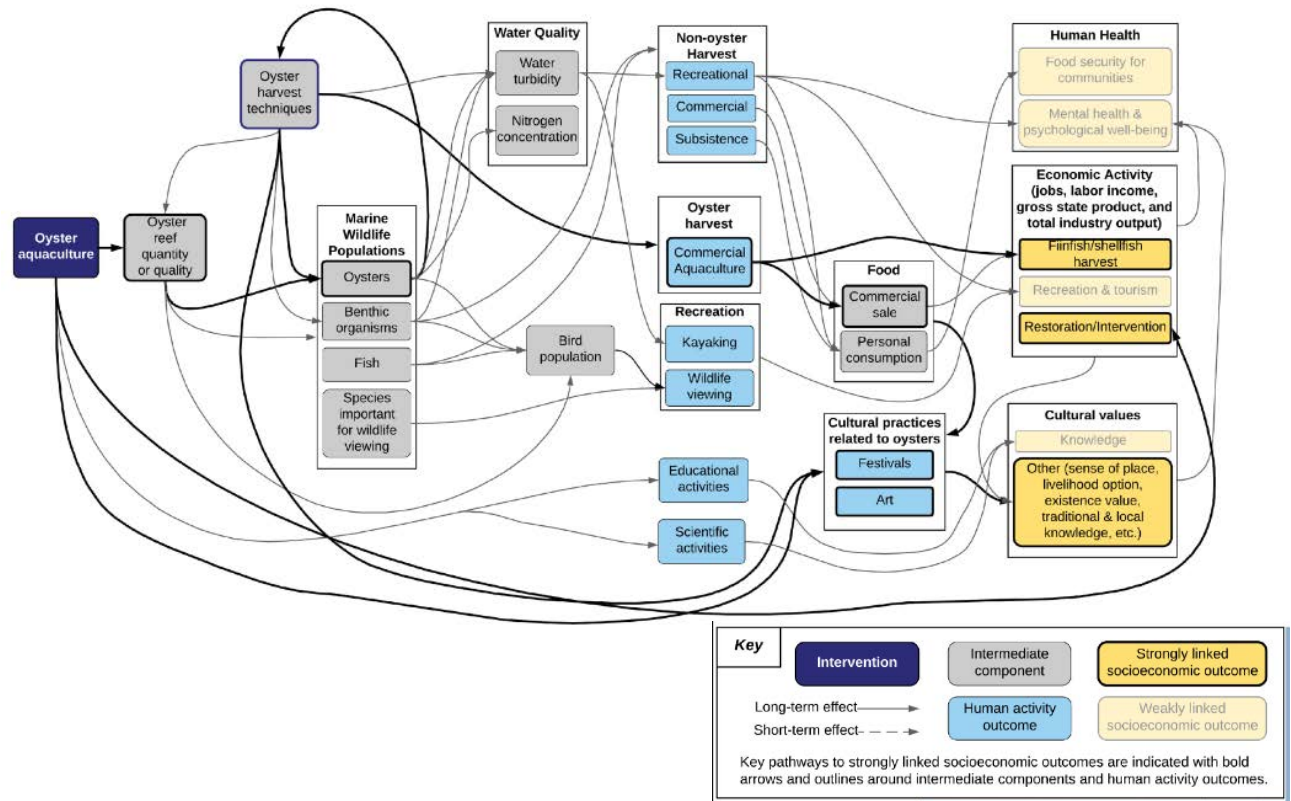 Oyster
aquaculture
Oyster
harvest
techniques
Oyster
reef
quantity
or quality
Marine
Wildlife
Populations
Oysters
Benthic
organisms
Fish
Species
important
for wildlife
viewing
Water Quality
Water
turbidity
Nitrogen
concentration
Bird
population
Non-oyster
Harvest
Recreational
Commercial
Subsistence
Oyster
harvest
Commercial
Aquaculture
Recreation
Kayaking
Wildlife
viewing
Educational
activities
Scientific
activities
Food
Commercial
sale
Personal
consumption
Cultural practices
related to oysters
Festivals
Art
Human Health
Food security for
communities
Mental health &
psychological well-being
Economic Activity
(jobs, labor income,
gross state product, and
total industry output)
Fiinfish/shellfish
harvest
Recreation & tourism
Restoration/Intervention
Cultural values
Knowledge
Other (sense of place,
livelihood option,
existence value,
traditional & local
knowledge, etc.)
Key
Intervention
Intermediate
component
Strongly linked
socioeconomic outcome
Long-term effect
Short-term effect
Human activity
outcome
Weakly linked
socioeconomic outcome
Key pathways to strongly linked socioeconomic outcomes are indicated with bold
arrows and outlines around intermediate components and human activity outcomes.